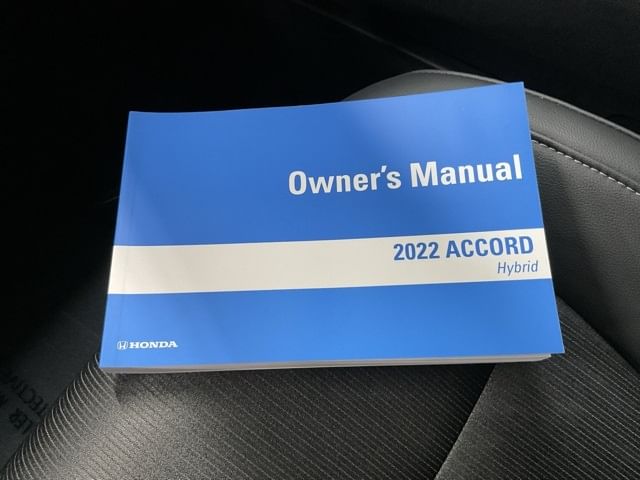 Owner's Manual
2022 ACCORD
Hybrid
HONDA